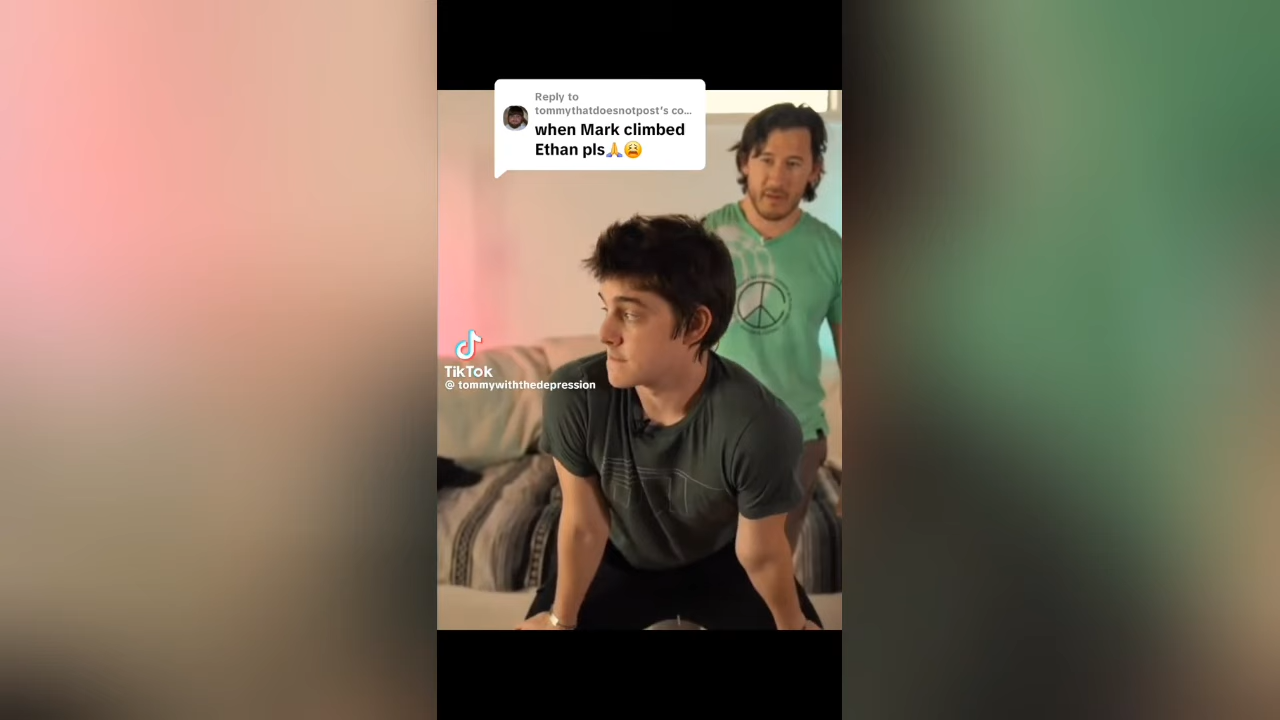 Reply to
tommythatdoesnotpost's co...
when Mark climbed
Ethan pls🙏😩
TikTok
@ tommywiththedepression